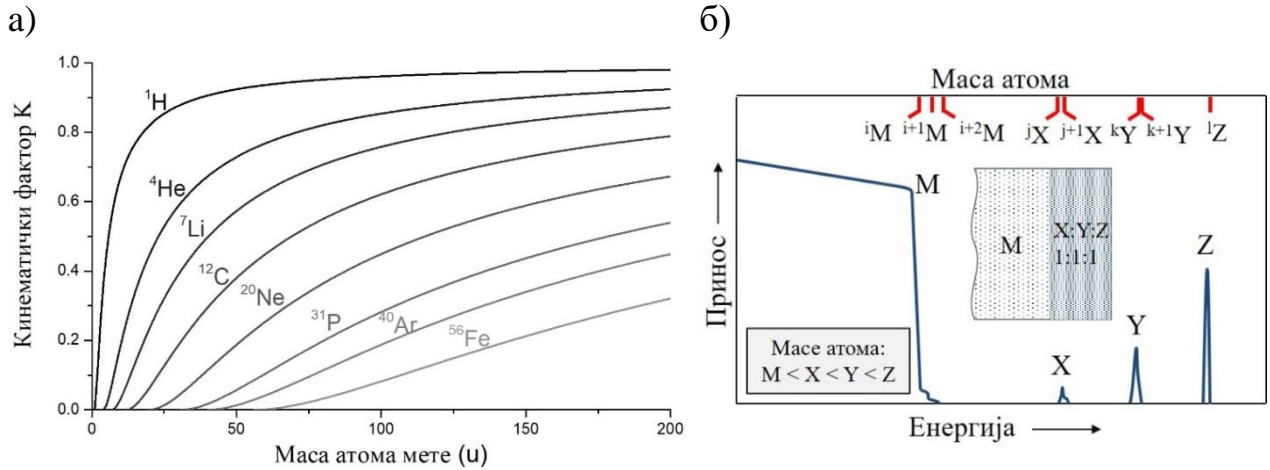 а)
Кинематички фактор K
1.0
0.8
0.6
0.4
0.2
0.0
¹H
⁴He
⁷Li
¹²C
²⁰Ne
³¹P
⁴⁰Ar
⁵⁶Fe
0 50 100 150 200
Маса атома мете (u)
б)
Маса атома
ⁱM ⁱ⁺¹M ⁱ⁺²M ʲX ʲ⁺¹X ᵏY ᵏ⁺¹Y ˡZ
M
M
X:Y:Z
1:1:1
Z
Y
X
Масе атома:
M < X < Y < Z
Принос
Енергија